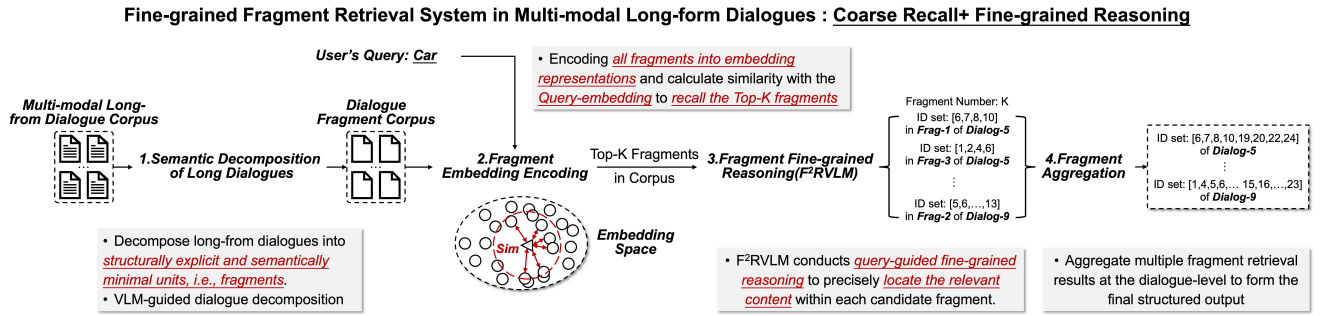 Fine-grained Fragment Retrieval System in Multi-modal Long-form Dialogues : Coarse Recall+ Fine-grained Reasoning
User's Query: Car
• Encoding all fragments into embedding
representations and calculate similarity with the
Query-embedding to recall the Top-K fragments
Multi-modal Long-
from Dialogue Corpus
...
1.Semantic Decomposition
of Long Dialogues
Dialogue
Fragment Corpus
...
2.Fragment
Embedding Encoding
Top-K Fragments
in Corpus
3.Fragment Fine-grained
Reasoning(F²RVLM)
Fragment Number: K
ID set: [6,7,8,10]
in Frag-1 of Dialog-5
ID set: [1,2,4,6]
in Frag-3 of Dialog-5
⋮
ID set: [5,6,...,13]
in Frag-2 of Dialog-9
4.Fragment
Aggregation
ID set: [6,7,8,10,19,20,22,24]
of Dialog-5
...
ID set: [1,4,5,6,... 15,16,...,23]
of Dialog-9
Sim
Embedding
Space
• Decompose long-from dialogues into
structurally explicit and semantically
minimal units, i.e., fragments.
• VLM-guided dialogue decomposition
• F²RVLM conducts query-guided fine-grained
reasoning to precisely locate the relevant
content within each candidate fragment.
• Aggregate multiple fragment retrieval
results at the dialogue-level to form the
final structured output